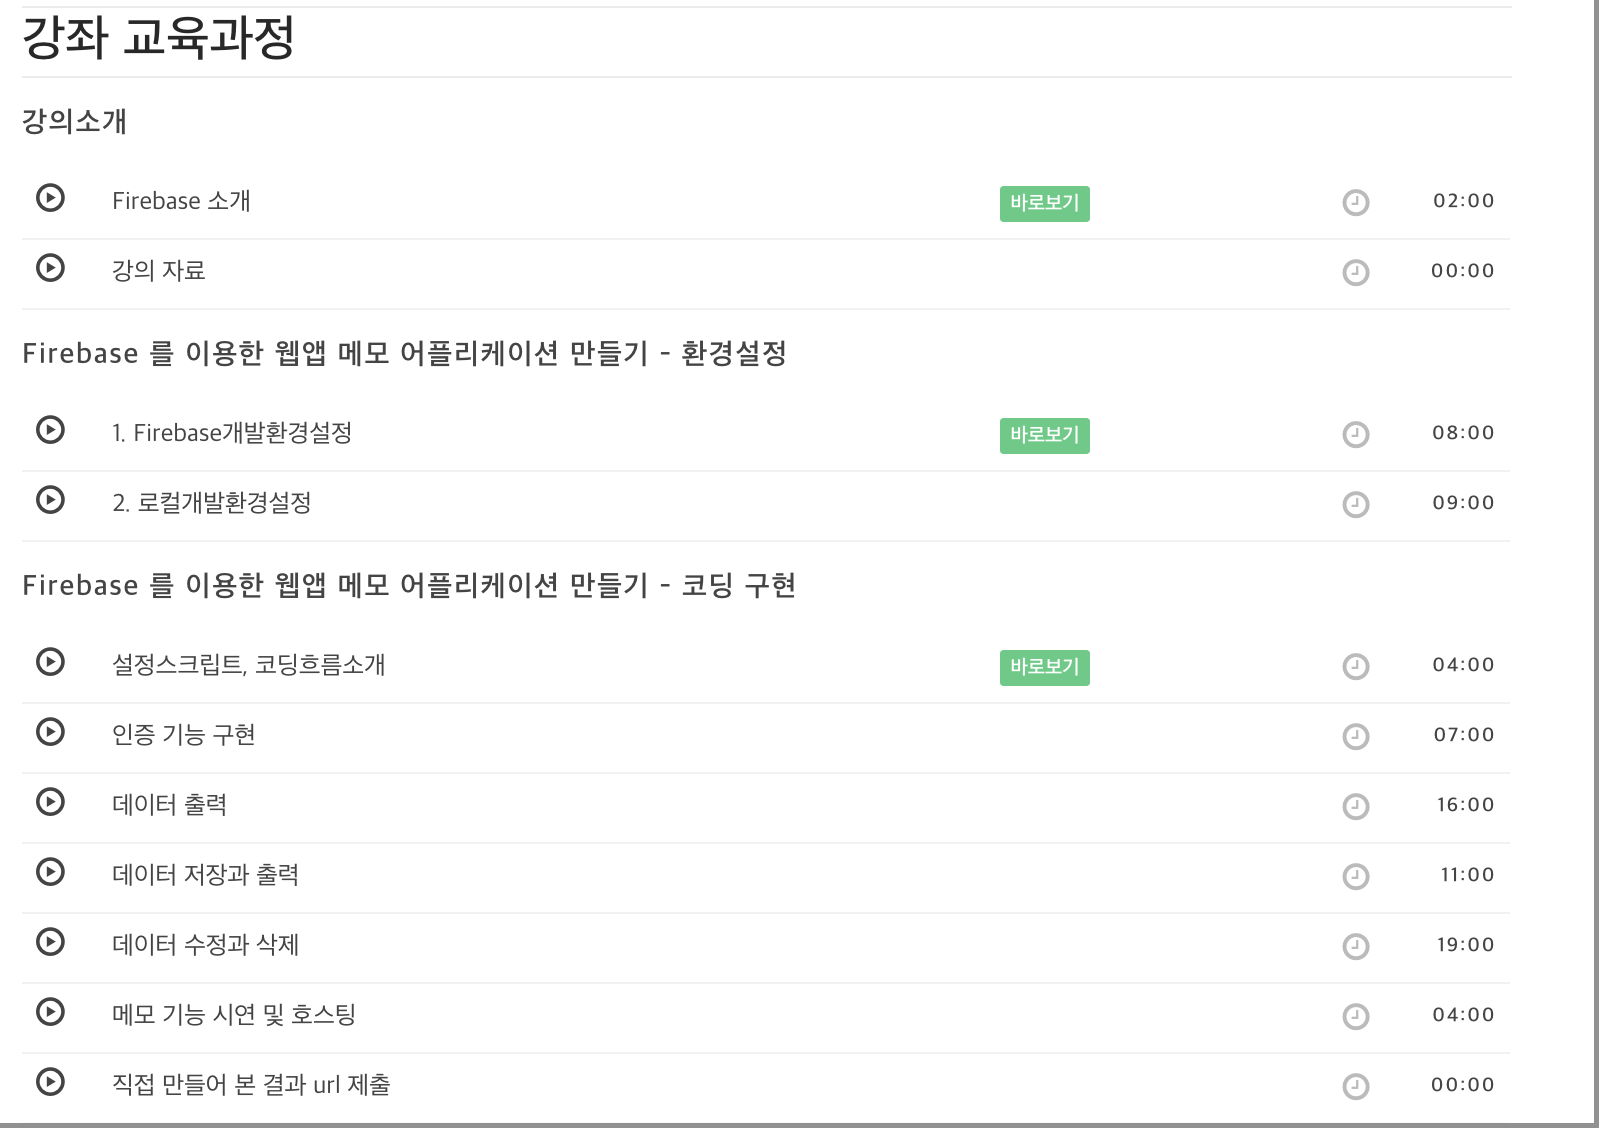 강좌 교육과정
강의소개
Firebase 소개 바로보기 02:00
강의 자료 00:00
Firebase 를 이용한 웹앱 메모 어플리케이션 만들기 - 환경설정
1. Firebase개발환경설정 바로보기 08:00
2. 로컬개발환경설정 09:00
Firebase 를 이용한 웹앱 메모 어플리케이션 만들기 - 코딩 구현
설정스크립트, 코딩흐름소개 바로보기 04:00
인증 기능 구현 07:00
데이터 출력 16:00
데이터 저장과 출력 11:00
데이터 수정과 삭제 19:00
메모 기능 시연 및 호스팅 04:00
직접 만들어 본 결과 url 제출 00:00